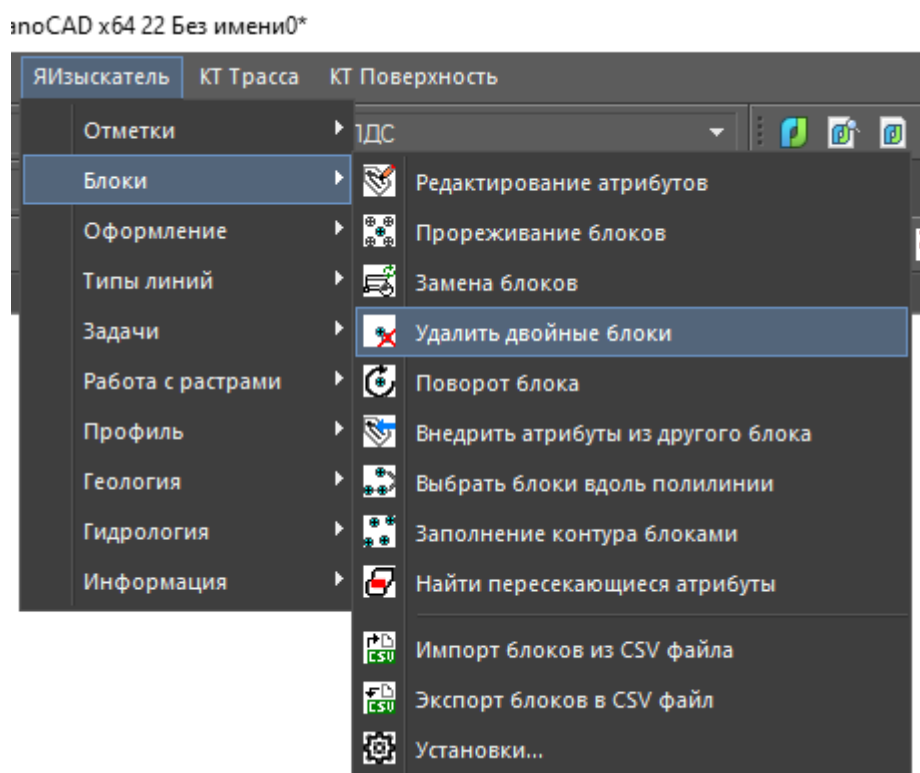 anoCAD x64 22 Без имени0*
ЯИзыскатель КТ Трасса КТ Поверхность
Отметки
Блоки
Оформление
Типы линий
Задачи
Работа с растрами
Профиль
Геология
Гидрология
Информация
ПДС
Редактирование атрибутов
Прореживание блоков
Замена блоков
Удалить двойные блоки
Поворот блока
Внедрить атрибуты из другого блока
Выбрать блоки вдоль полилинии
Заполнение контура блоками
Найти пересекающиеся атрибуты
CSV Импорт блоков из CSV файла
CSV Экспорт блоков в CSV файл
Установки...